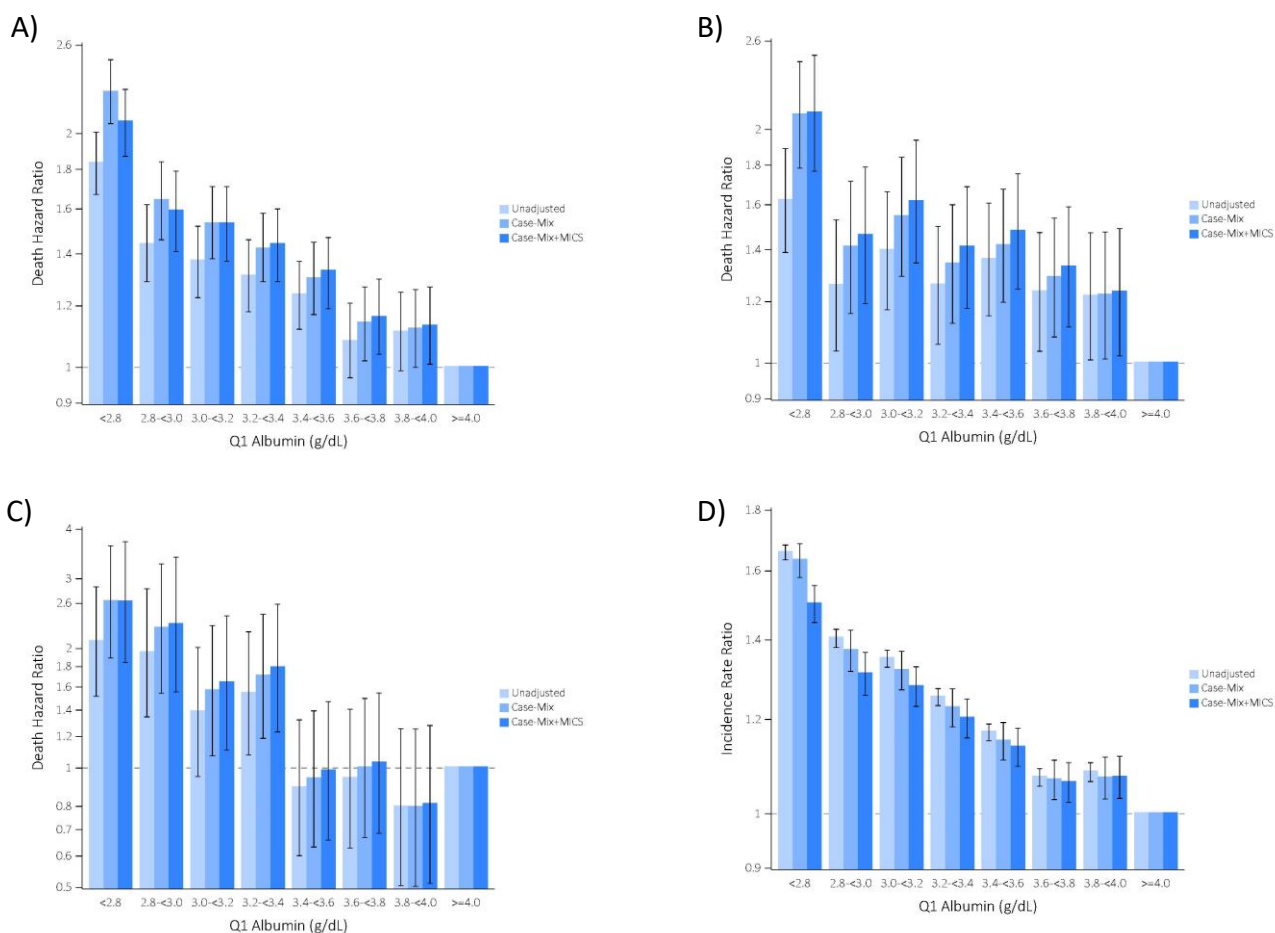 A)
2.6
2
1.8
1.6
1.4
1.2
1
0.9
Death Hazard Ratio
<2.8 2.8-<3.0 3.0-<3.2 3.2-<3.4 3.4-<3.6 3.6-<3.8 3.8-<4.0 >=4.0
Q1 Albumin (g/dL)
Unadjusted
Case-Mix
Case-Mix+MICS
B)
2.6
2
1.8
1.6
1.4
1.2
1
0.9
Death Hazard Ratio
<2.8 2.8-<3.0 3.0-<3.2 3.2-<3.4 3.4-<3.6 3.6-<3.8 3.8-<4.0 >=4.0
Q1 Albumin (g/dL)
Unadjusted
Case-Mix
Case-Mix+MICS
C)
4
3
2.6
2
1.8
1.6
1.4
1.2
1
0.8
0.7
0.6
0.5
Death Hazard Ratio
<2.8 2.8-<3.0 3.0-<3.2 3.2-<3.4 3.4-<3.6 3.6-<3.8 3.8-<4.0 >=4.0
Q1 Albumin (g/dL)
Unadjusted
Case-Mix
Case-Mix+MICS
D)
1.8
1.6
1.4
1.2
1
0.9
Incidence Rate Ratio
<2.8 2.8-<3.0 3.0-<3.2 3.2-<3.4 3.4-<3.6 3.6-<3.8 3.8-<4.0 >=4.0
Q1 Albumin (g/dL)
Unadjusted
Case-Mix
Case-Mix+MICS